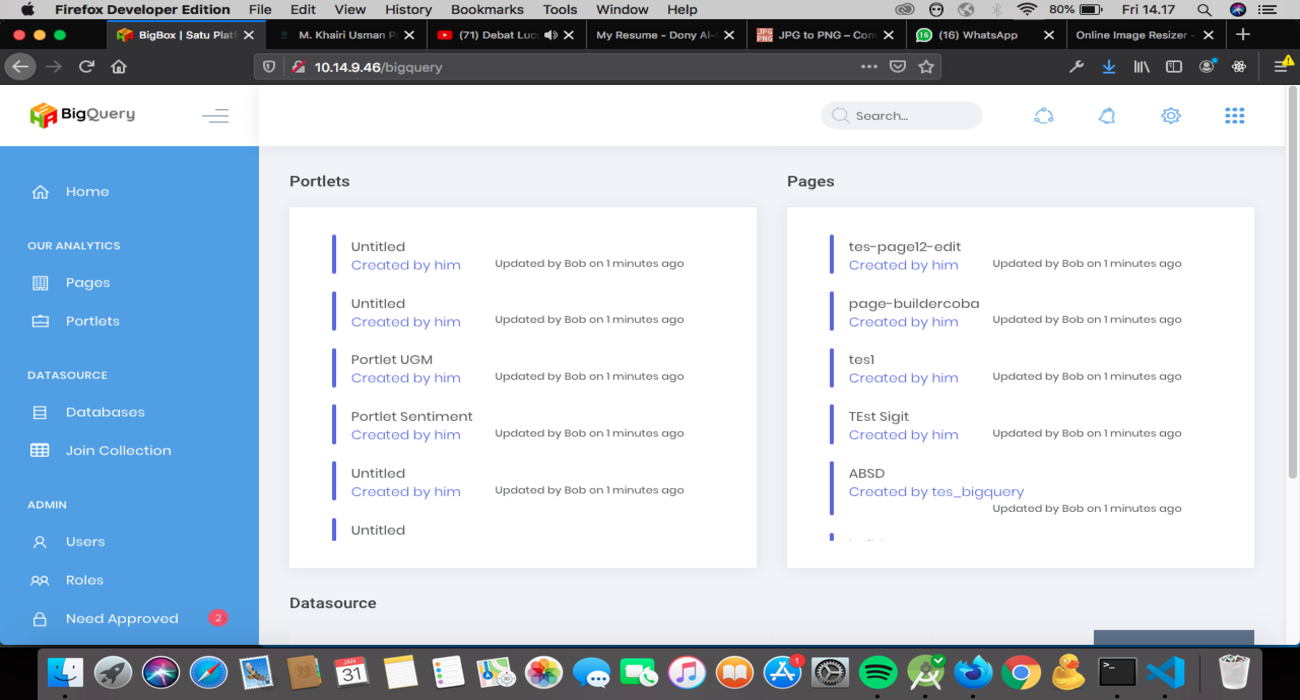 Firefox Developer Edition File Edit View History Bookmarks Tools Window Help 80% Fri 14.17
BigBox | Satu Platf M. Khairi Usman P (71) Debat Luc My Resume - Dony Al- JPG to PNG – Con (16) WhatsApp Online Image Resizer -
10.14.9.46/bigquery
BigQuery
Search...
Home
OUR ANALYTICS
Pages
Portlets
DATASOURCE
Databases
Join Collection
ADMIN
Users
Roles
Need Approved 2
Portlets
Untitled
Created by him Updated by Bob on 1 minutes ago
Untitled
Created by him Updated by Bob on 1 minutes ago
Portlet UGM
Created by him Updated by Bob on 1 minutes ago
Portlet Sentiment
Created by him Updated by Bob on 1 minutes ago
Untitled
Created by him Updated by Bob on 1 minutes ago
Untitled
Pages
tes-page12-edit
Created by him Updated by Bob on 1 minutes ago
page-buildercoba
Created by him Updated by Bob on 1 minutes ago
tes1
Created by him Updated by Bob on 1 minutes ago
TEst Sigit
Created by him Updated by Bob on 1 minutes ago
ABSD
Created by tes_bigquery
Updated by Bob on 1 minutes ago
Datasource
JAN
31
1